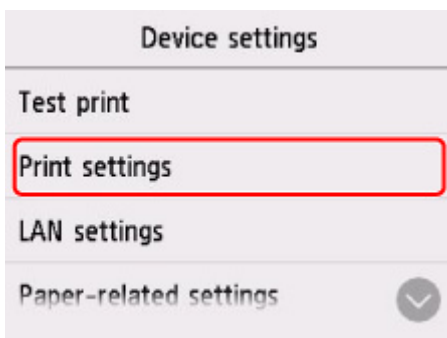 Device settings
Test print
Print settings
LAN settings
Paper-related settings